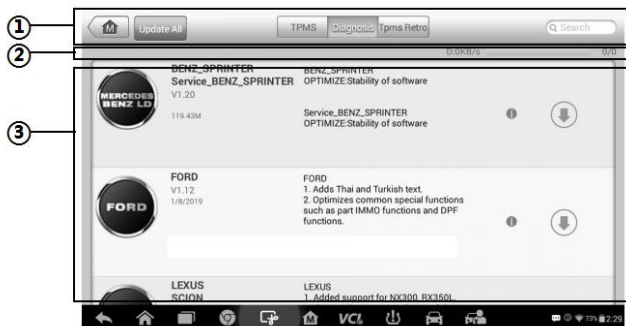 ① Update All TPMS Diagnosis Tpms Retro Search
② D:0KB/s 0/0
③
MERCEDES BENZ LD
BENZ_SPRINTER
Service_BENZ_SPRINTER
V1.20
119.43M
BENZ_SPRINTER
OPTIMIZE:Stability of software
Service_BENZ_SPRINTER
OPTIMIZE:Stability of software
FORD
FORD
V1.12
1/8/2019
FORD
1. Adds Thai and Turkish text.
2. Optimizes common special functions
such as part IMMO functions and DPF
functions.
LEXUS
SCION
LEXUS
1. Added support for NX300, RX350L,
VCI
73% 2:29